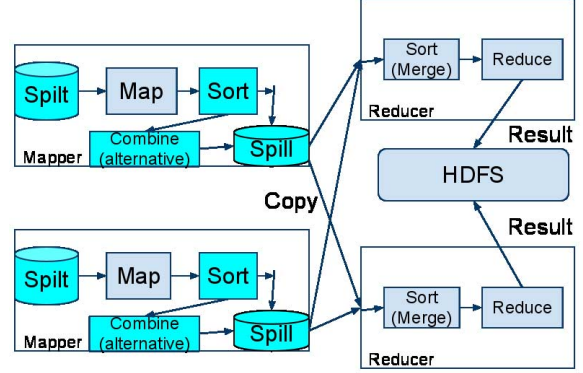 Spilt
Map
Sort
Combine
(alternative)
Spill
Mapper
Sort
(Merge)
Reduce
Reducer
Result
HDFS
Copy
Result
Spilt
Map
Sort
Combine
(alternative)
Spill
Mapper
Sort
(Merge)
Reduce
Reducer